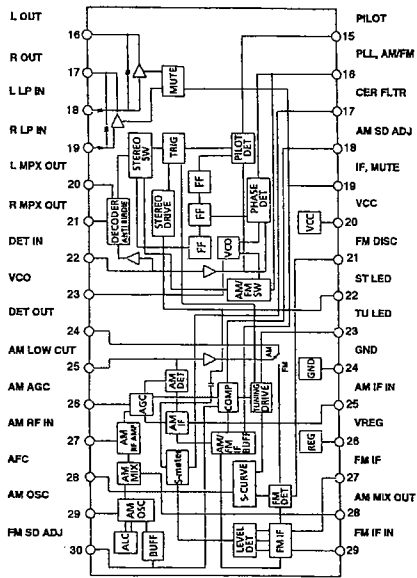 L OUT
PILOT
16
15
R OUT
PLL, AM/FM
17
MUTE
16
L LP IN
CER FLTR
18
17
R LP IN
AM SD ADJ
19
STEREO SW
TRIG
PILOT DET
18
L MPX OUT
IF, MUTE
20
DECODER
ANTI BIRDIE
STEREO DRIVE
FF
FF
FF
PHASE DET
19
R MPX OUT
VCC
21
VCC
20
DET IN
VCO
FM DISC
22
AM/FM SW
21
VCO
ST LED
23
22
DET OUT
TU LED
24
AM
FM
23
AM LOW CUT
GND
25
AM DET
GND
24
AM AGC
AM IF IN
26
AGC
COMP
TUNING DRIVE
25
AM RF IN
AM IF
VREG
27
AM RF AMP
AM/FM IF BUFF
REG
26
AFC
AM MIX
S-meter
FM IF
28
S-CURVE
FM DET
27
AM OSC
AM MIX OUT
29
AM OSC
28
FM SD ADJ
ALC
BUFF
LEVEL DET
FM IF
FM IF IN
30
29